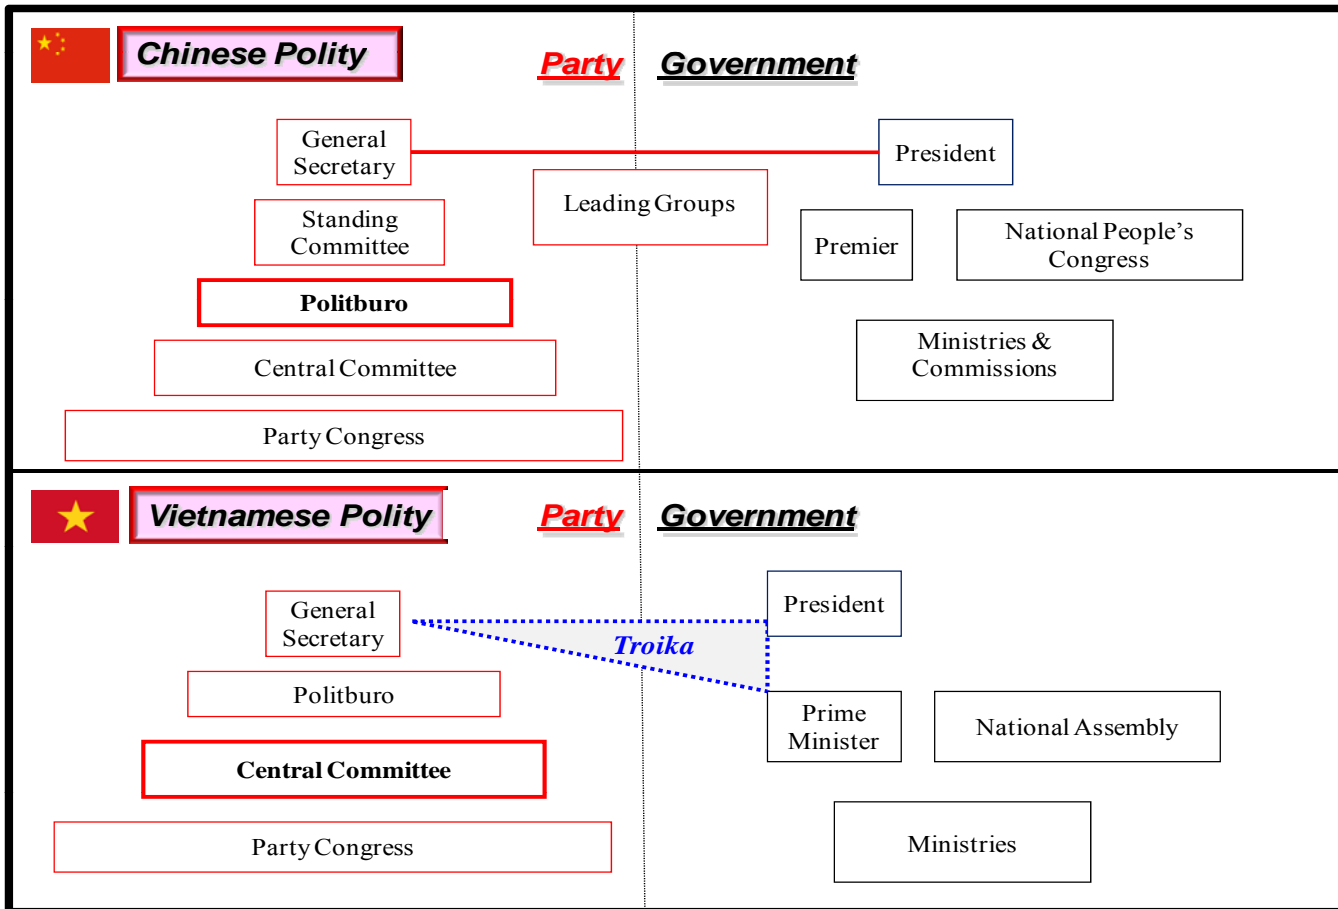 Chinese Polity
Party
Government
General
Secretary
President
Leading Groups
Standing
Committee
Premier
National People’s
Congress
Politburo
Ministries &
Commissions
Central Committee
Party Congress
Vietnamese Polity
Party
Government
General
Secretary
President
Troika
Politburo
Prime
Minister
National Assembly
Central Committee
Ministries
Party Congress